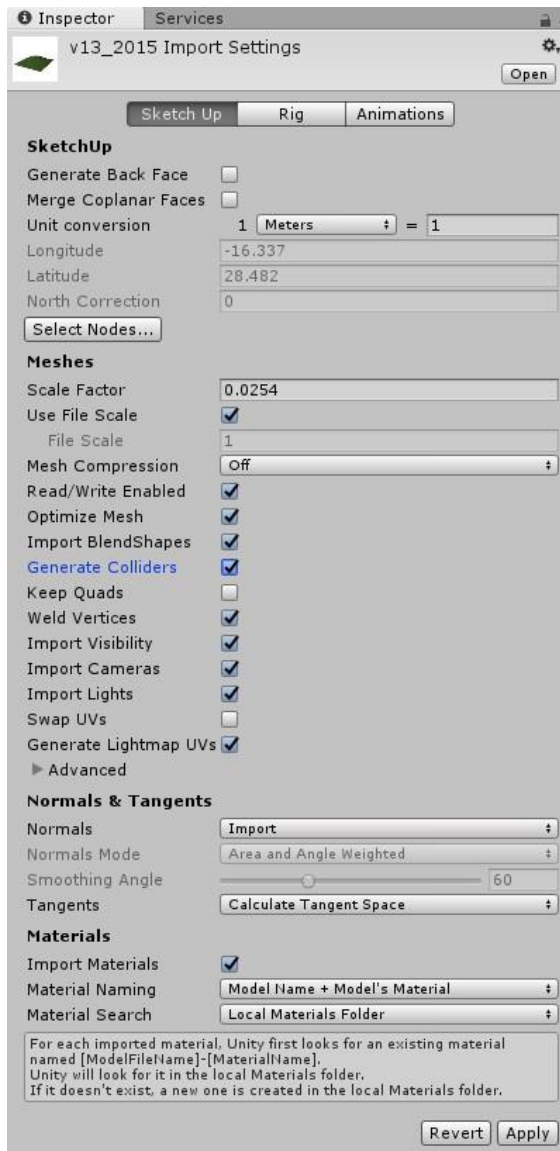 Inspector Services
v13_2015 Import Settings
Open
Sketch Up Rig Animations
SketchUp
Generate Back Face
Merge Coplanar Faces
Unit conversion 1 Meters = 1
Longitude -16.337
Latitude 28.482
North Correction 0
Select Nodes...
Meshes
Scale Factor 0.0254
Use File Scale
File Scale 1
Mesh Compression Off
Read/Write Enabled
Optimize Mesh
Import BlendShapes
Generate Colliders
Keep Quads
Weld Vertices
Import Visibility
Import Cameras
Import Lights
Swap UVs
Generate Lightmap UVs
Advanced
Normals & Tangents
Normals Import
Normals Mode Area and Angle Weighted
Smoothing Angle 60
Tangents Calculate Tangent Space
Materials
Import Materials
Material Naming Model Name + Model's Material
Material Search Local Materials Folder
For each imported material, Unity first looks for an existing material
named [ModelFileName]-[MaterialName].
Unity will look for it in the local Materials folder.
If it doesn't exist, a new one is created in the local Materials folder.
Revert Apply